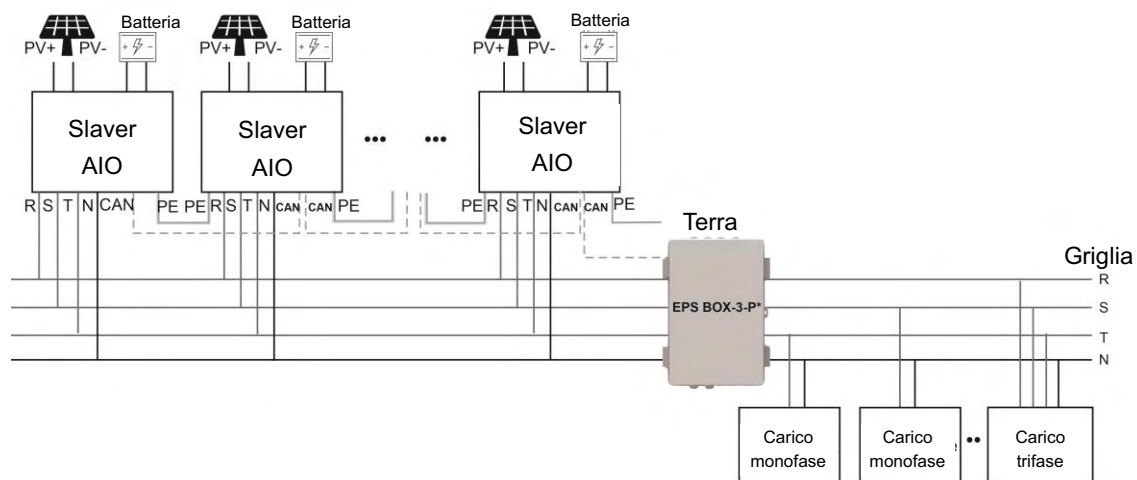 Batteria Batteria Batteria
PV+ PV- + - PV+ PV- + - PV+ PV- + -
Slaver Slaver ••• ••• Slaver
AIO AIO AIO
R S T N CAN PE PE R S T N CAN CAN PE PE R S T N CAN CAN PE
Terra
Griglia
R
EPS BOX-3-P* S
T
N
Carico Carico •• Carico
monofase monofase trifase